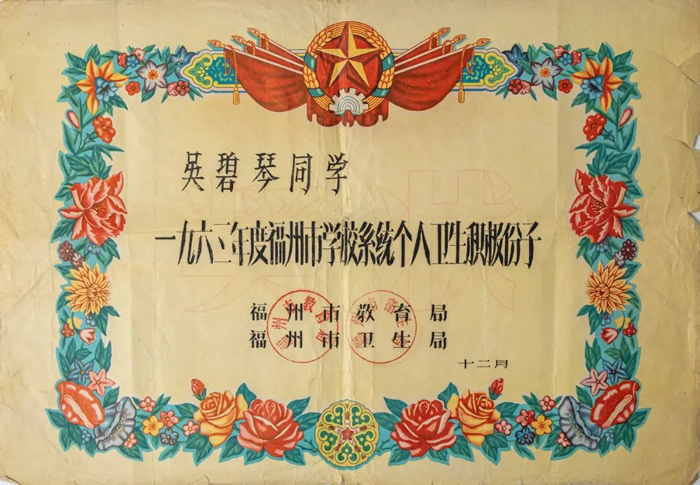 吳碧琴同学
一九六三年度福州市学校系统个人卫生积极份子
福州市教育局
福州市卫生局
十二月